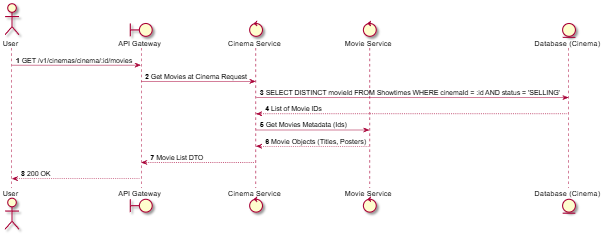 User API Gateway Cinema Service Movie Service Database (Cinema)
1 GET /v1/cinemas/cinema/:id/movies
2 Get Movies at Cinema Request
3 SELECT DISTINCT movieId FROM Showtimes WHERE cinemaId = :id AND status = 'SELLING'
4 List of Movie IDs
5 Get Movies Metadata (Ids)
6 Movie Objects (Titles, Posters)
7 Movie List DTO
8 200 OK
User API Gateway Cinema Service Movie Service Database (Cinema)